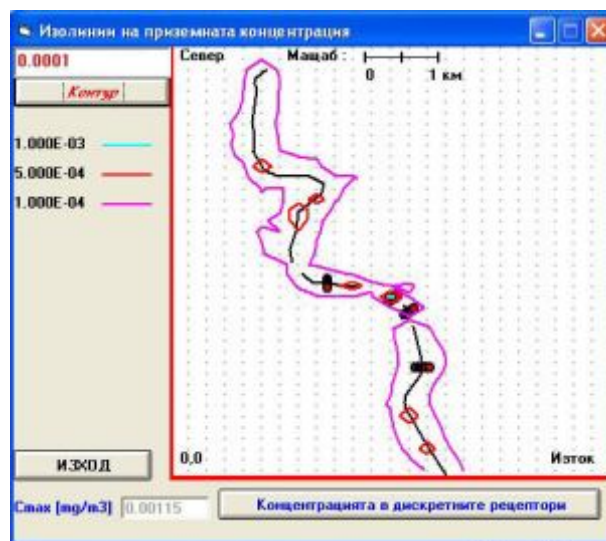 Изолинии на приземната концентрация
0.0001
Контур
1.000E-03
5.000E-04
1.000E-04
Север
Мащаб :
0 1 км
0,0
Изток
ИЗХОД
Cmax [mg/m3] 0.00115
Концентрацията в дискретните рецептори